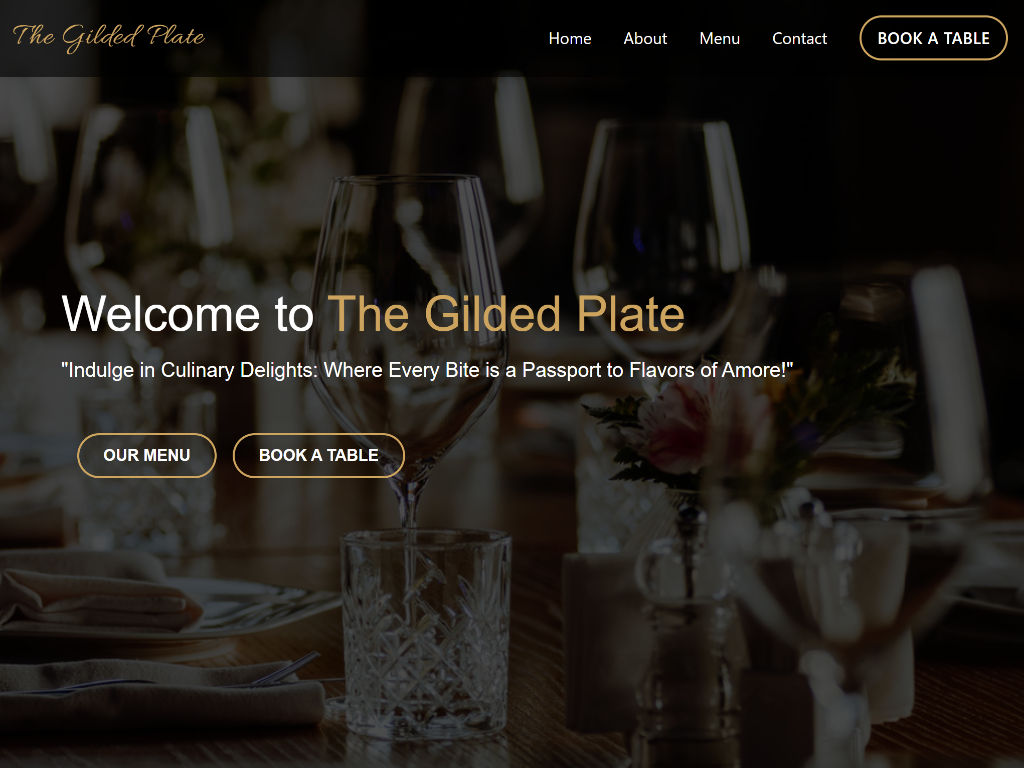 The Gilded Plate
Home About Menu Contact BOOK A TABLE
Welcome to The Gilded Plate
"Indulge in Culinary Delights: Where Every Bite is a Passport to Flavors of Amore!"
OUR MENU BOOK A TABLE